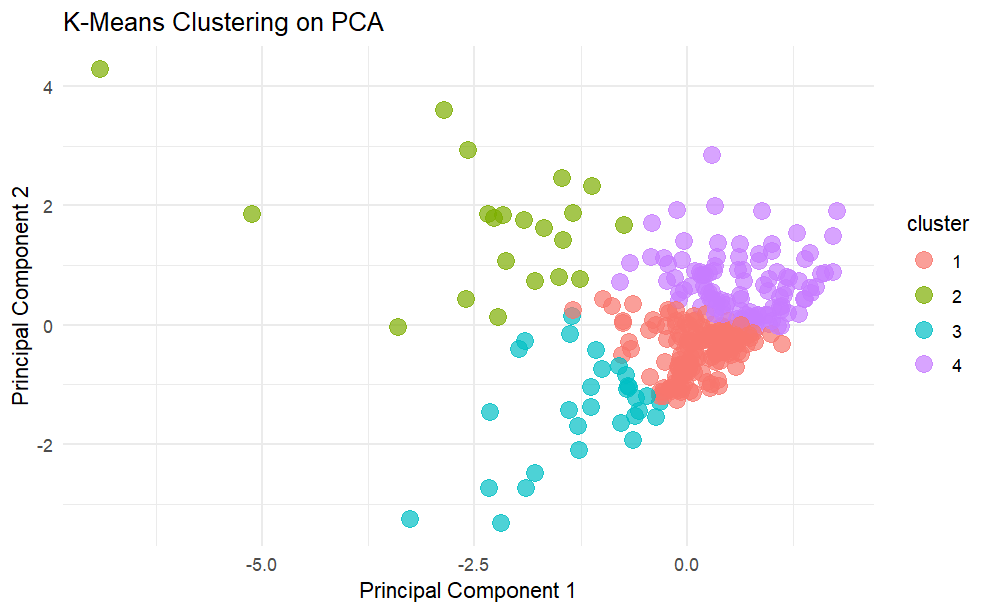 K-Means Clustering on PCA
4
2
0
-2
Principal Component 2
-5.0
-2.5
0.0
Principal Component 1
cluster
1
2
3
4